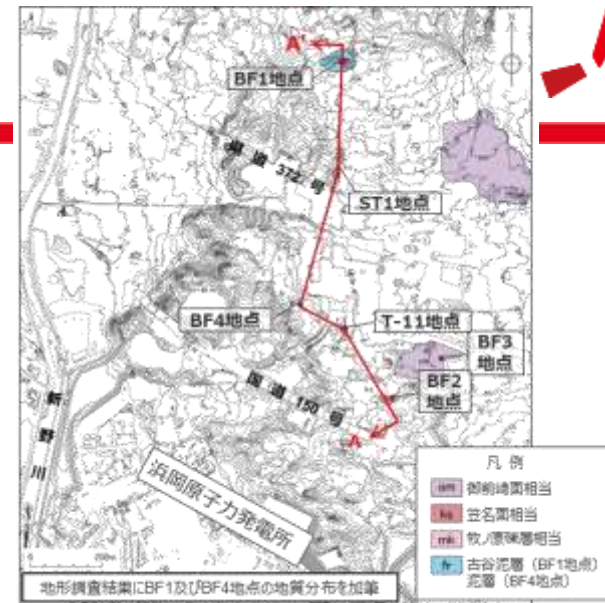 N
A'
BF1地点
県道 372 号
ST1地点
BF4地点
T-11地点
BF3
地点
BF2
地点
国道 150 号
A
新野川
浜岡原子力発電所
凡 例
om 御前崎面相当
ks 笠名面相当
mk 牧ノ原礫層相当
fr 古谷泥層(BF1地点)
泥層(BF4地点)
地形調査結果にBF1及びBF4地点の地質分布を加筆